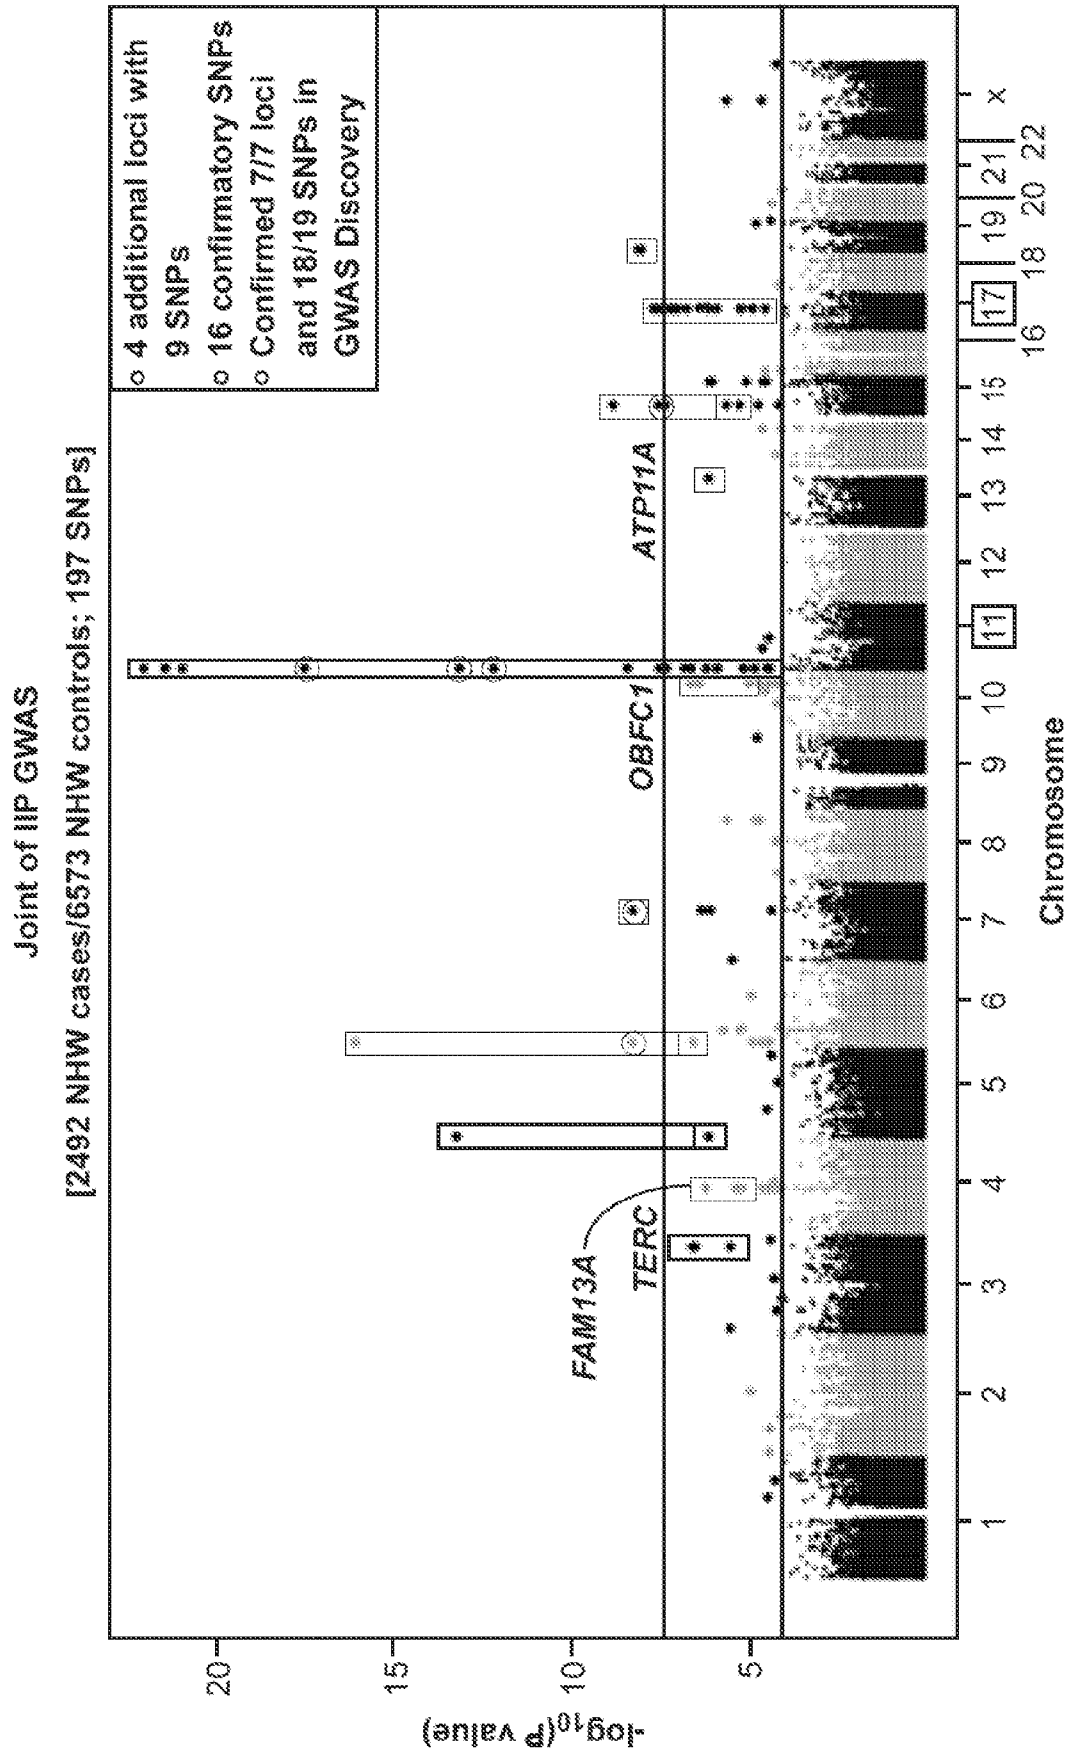 Joint of IIP GWAS
[2492 NHW cases/6573 NHW controls; 197 SNPs]
4 additional loci with
9 SNPs
16 confirmatory SNPs
Confirmed 7/7 loci
and 18/19 SNPs in
GWAS Discovery
-log10(P value)
20
15
10
5
FAM13A
TERC
OBFC1
ATP11A
1
2
3
4
5
6
7
8
9
10
11
12
13
14
15
16
17
18
19
20
21
22
x
Chromosome